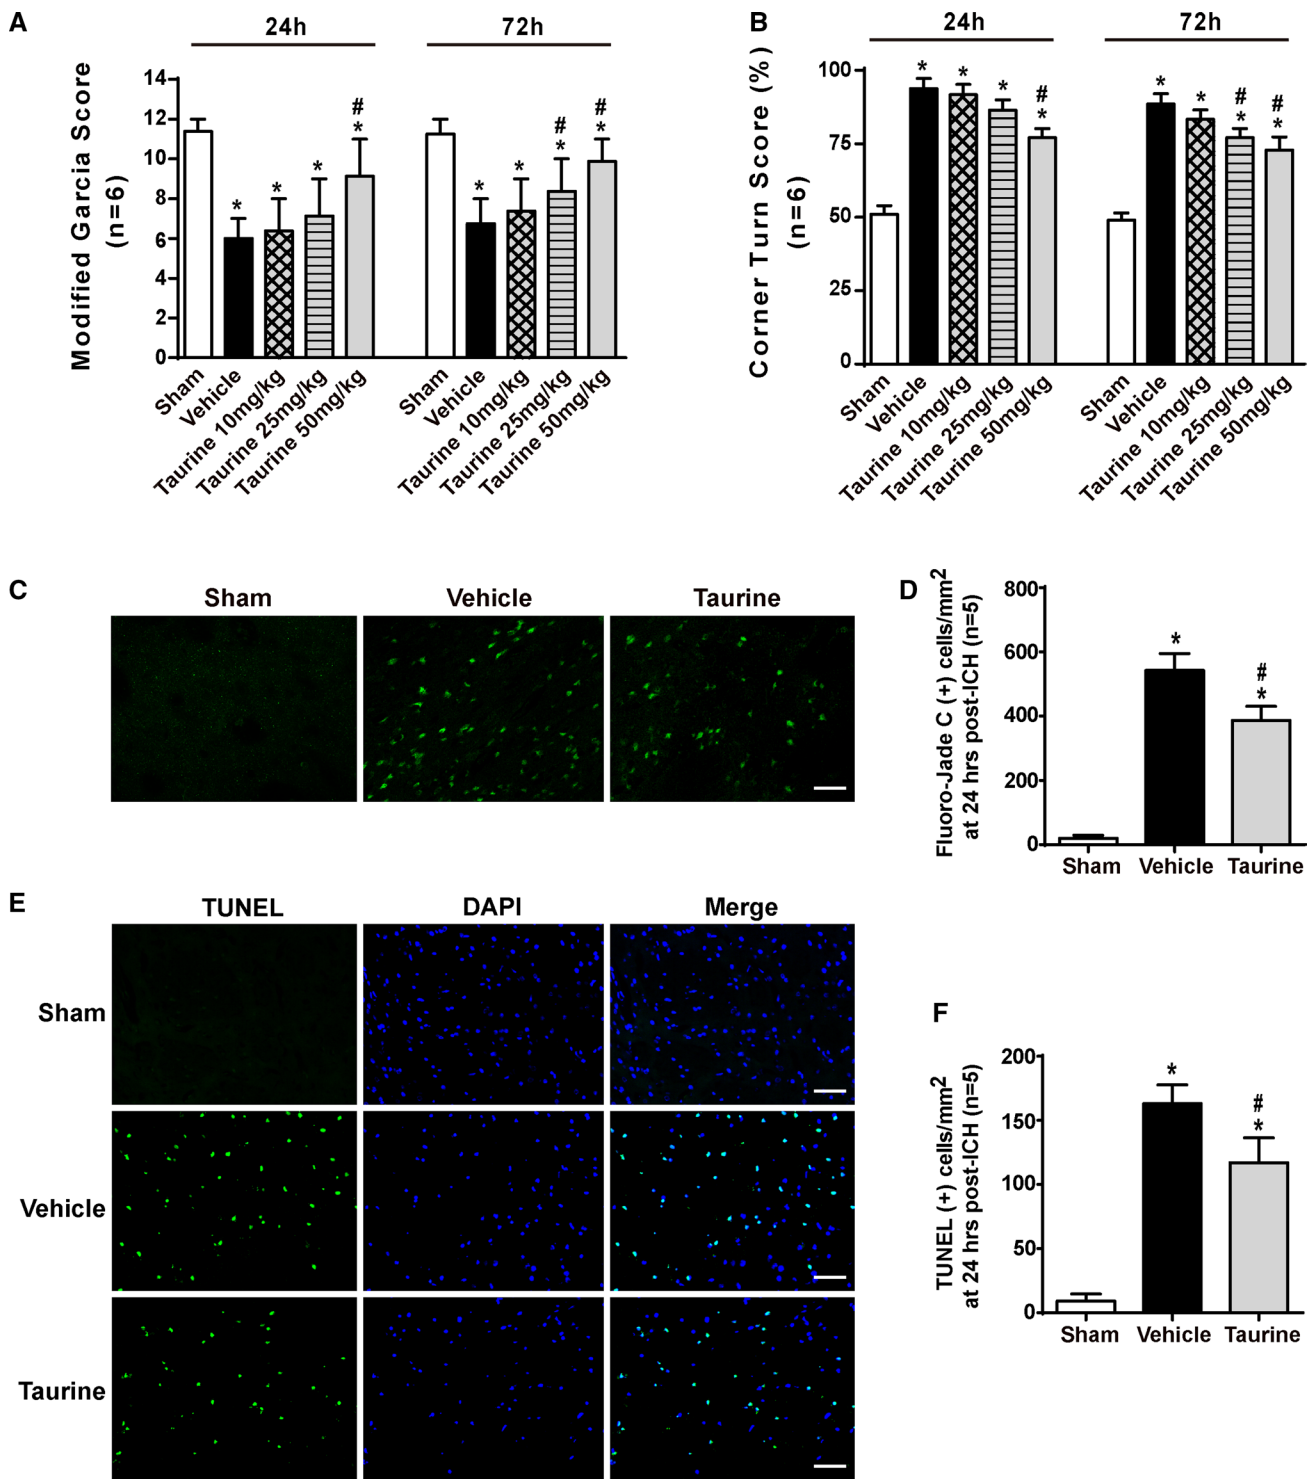 A
24h
72h
Modified Garcia Score
(n=6)
14
12
10
8
6
4
2
0
#
*
*
*
*
#
*
#
*
*
*
Sham
Vehicle
Taurine 10mg/kg
Taurine 25mg/kg
Taurine 50mg/kg
Sham
Vehicle
Taurine 10mg/kg
Taurine 25mg/kg
Taurine 50mg/kg
B
24h
72h
Corner Turn Score (%)
(n=6)
100
75
50
25
0
*
*
*
#
*
*
*
#
*
#
*
Sham
Vehicle
Taurine 10mg/kg
Taurine 25mg/kg
Taurine 50mg/kg
Sham
Vehicle
Taurine 10mg/kg
Taurine 25mg/kg
Taurine 50mg/kg
C
Sham
Vehicle
Taurine
D
Fluoro-Jade C (+) cells/mm2
at 24 hrs post-ICH (n=5)
800
600
400
200
0
*
#
*
Sham
Vehicle
Taurine
E
TUNEL
DAPI
Merge
Sham
Vehicle
Taurine
F
TUNEL (+) cells/mm2
at 24 hrs post-ICH (n=5)
200
150
100
50
0
*
#
*
Sham
Vehicle
Taurine